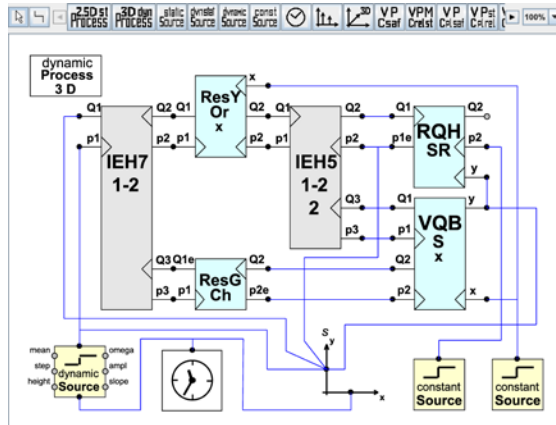 2.5D st Process 3D dyn Process static Source dynstat Source dynamic Source const Source 3D VP Csaf VPM Cnlst VP VPst 100%
dynamic
Process
3 D
Q1 Q2 Q1 ResY Q2 Q1 Q2 Q1 Q2
x
Or
x
p1 p2 p1 p2 p1 p2 p1e p2
IEH7
1-2
IEH5
1-2
2
RQH
SR
y
Q3 Q1 y
VQB
S
x
p3 p1
Q3 Q1e ResG Q2 Q2
Ch
p3 p1 p2e p2 x
S
y
x
mean omega
step ampl
height slope
dynamic
Source
constant
Source
constant
Source